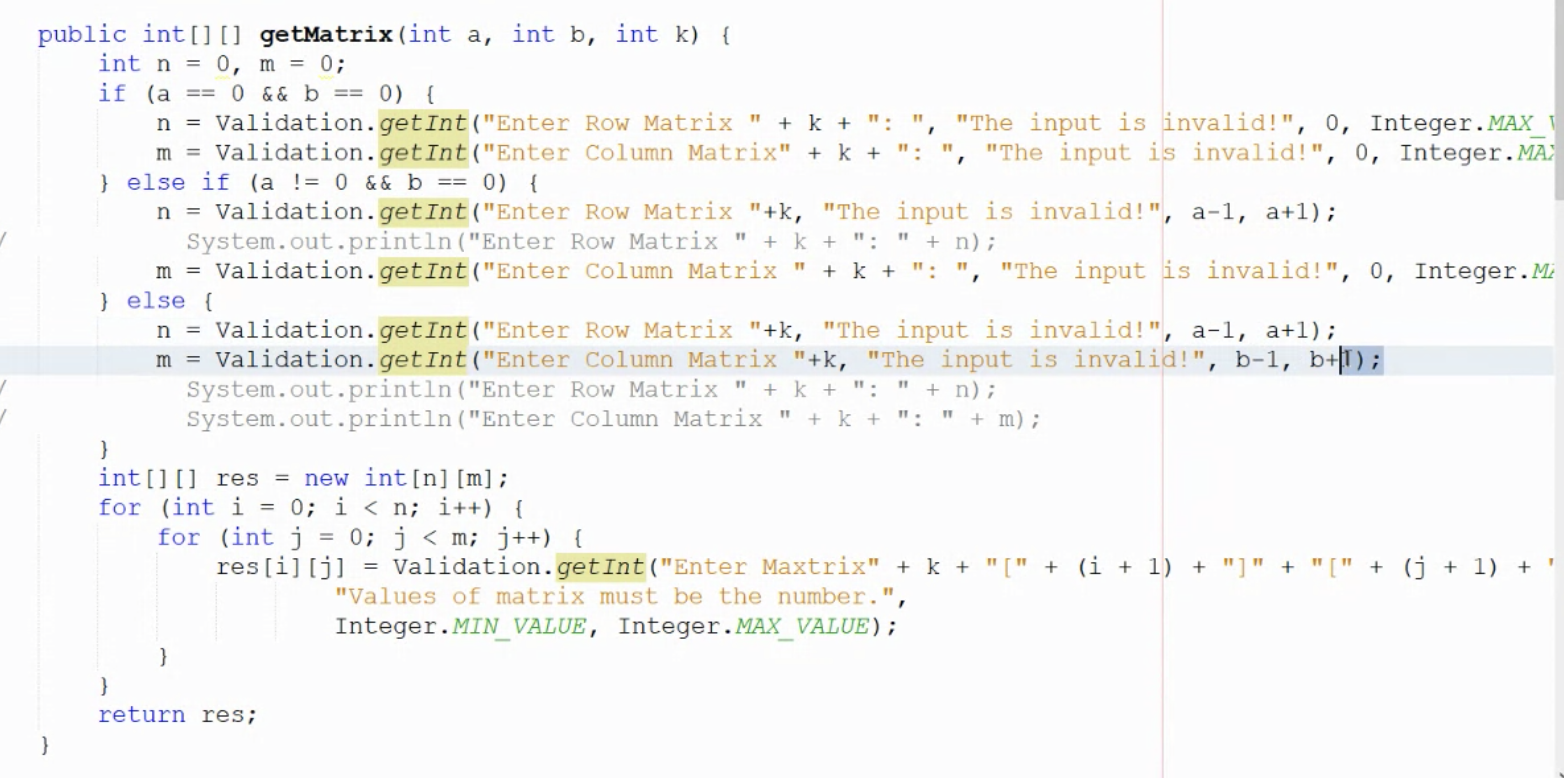 public int[][] getMatrix(int a, int b, int k) {
int n = 0, m = 0;
if (a == 0 && b == 0) {
n = Validation.getInt("Enter Row Matrix " + k + ": ", "The input is invalid!", 0, Integer.MAX_
m = Validation.getInt("Enter Column Matrix" + k + ": ", "The input is invalid!", 0, Integer.MA
} else if (a != 0 && b == 0) {
n = Validation.getInt("Enter Row Matrix "+k, "The input is invalid!", a-1, a+1);
/ System.out.println("Enter Row Matrix " + k + ": " + n);
m = Validation.getInt("Enter Column Matrix " + k + ": ", "The input is invalid!", 0, Integer.M
} else {
n = Validation.getInt("Enter Row Matrix "+k, "The input is invalid!", a-1, a+1);
m = Validation.getInt("Enter Column Matrix "+k, "The input is invalid!", b-1, b+1);
/ System.out.println("Enter Row Matrix " + k + ": " + n);
/ System.out.println("Enter Column Matrix " + k + ": " + m);
}
int[][] res = new int[n][m];
for (int i = 0; i < n; i++) {
for (int j = 0; j < m; j++) {
res[i][j] = Validation.getInt("Enter Maxtrix" + k + "[" + (i + 1) + "]" + "[" + (j + 1) + "
"Values of matrix must be the number.",
Integer.MIN_VALUE, Integer.MAX_VALUE);
}
}
return res;
}